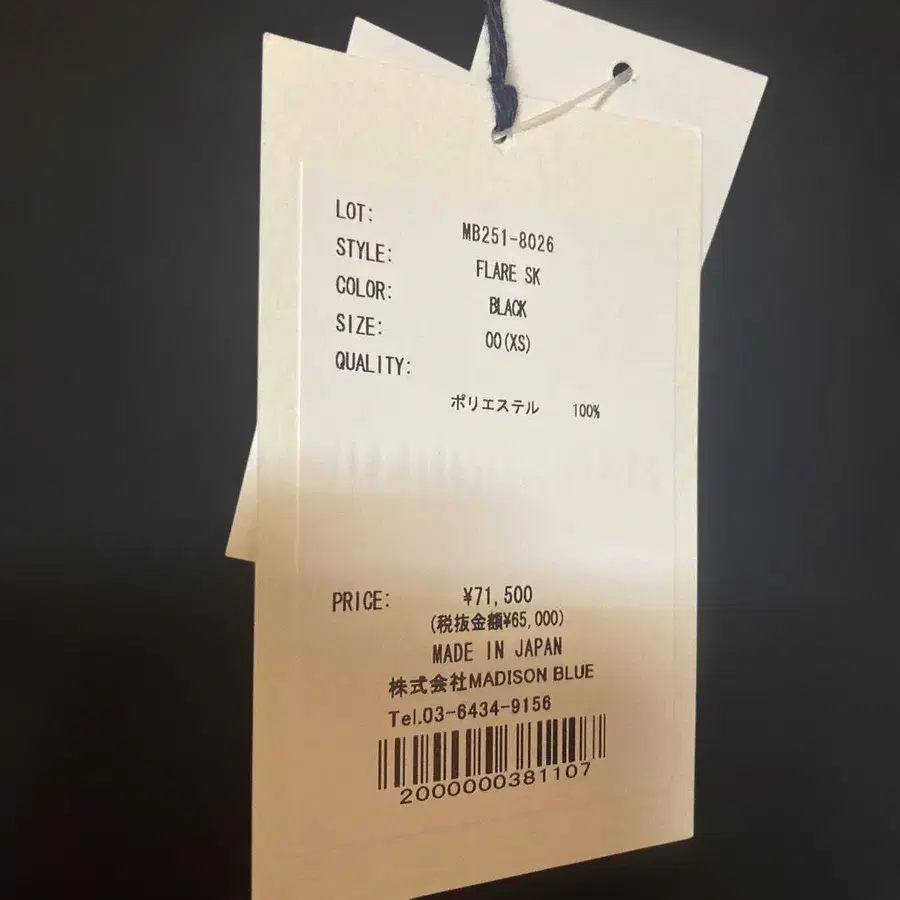 LOT: MB251-8026
STYLE: FLARE SK
COLOR: BLACK
SIZE: 00(XS)
QUALITY:
ポリエステル 100%
PRICE: ¥71,500
(税抜金額¥65,000)
MADE IN JAPAN
株式会社MADISON BLUE
Tel.03-6434-9156
2000000381107